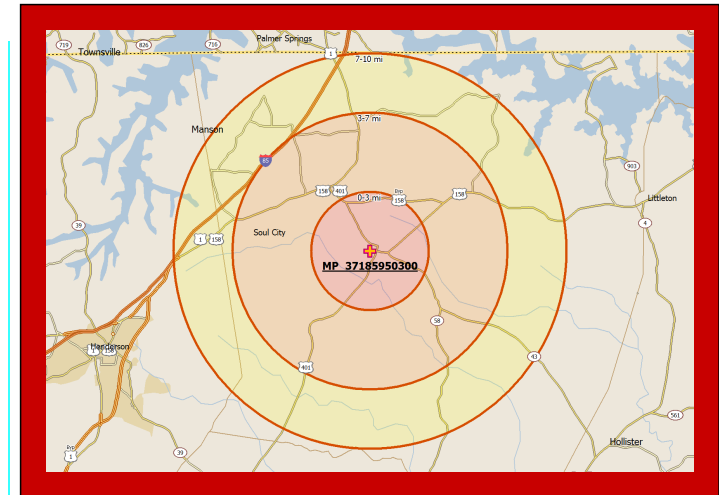 Palmer Springs
719
826
716
1
Townsville
7-10 mi
3-7 mi
Manson
85
903
158 401
Byp
158
158
0-3 mi
Littleton
39
4
Soul City
1 158
MP_37185950300
58
Henderson
1 158
43
401
561
Hollister
Byp
1
39